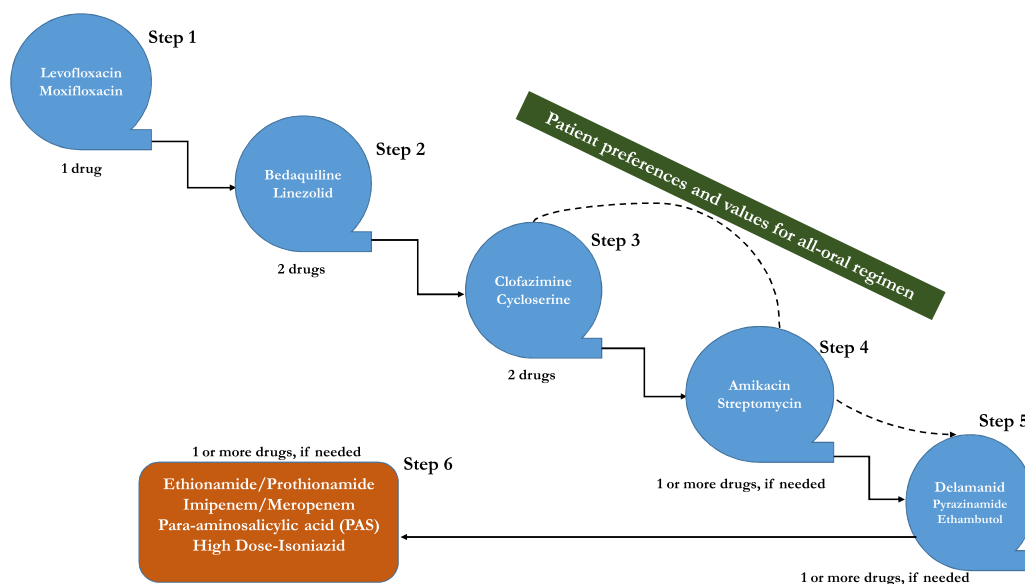 Step 1
Levofloxacin
Moxifloxacin
1 drug
Step 2
Bedaquiline
Linezolid
2 drugs
Patient preferences and values for all-oral regimen
Step 3
Clofazimine
Cycloserine
2 drugs
Step 4
Amikacin
Streptomycin
1 or more drugs, if needed
Step 5
Delamanid
Pyrazinamide
Ethambutol
1 or more drugs, if needed
1 or more drugs, if needed
Step 6
Ethionamide/Prothionamide
Imipenem/Meropenem
Para-aminosalicylic acid (PAS)
High Dose-Isoniazid